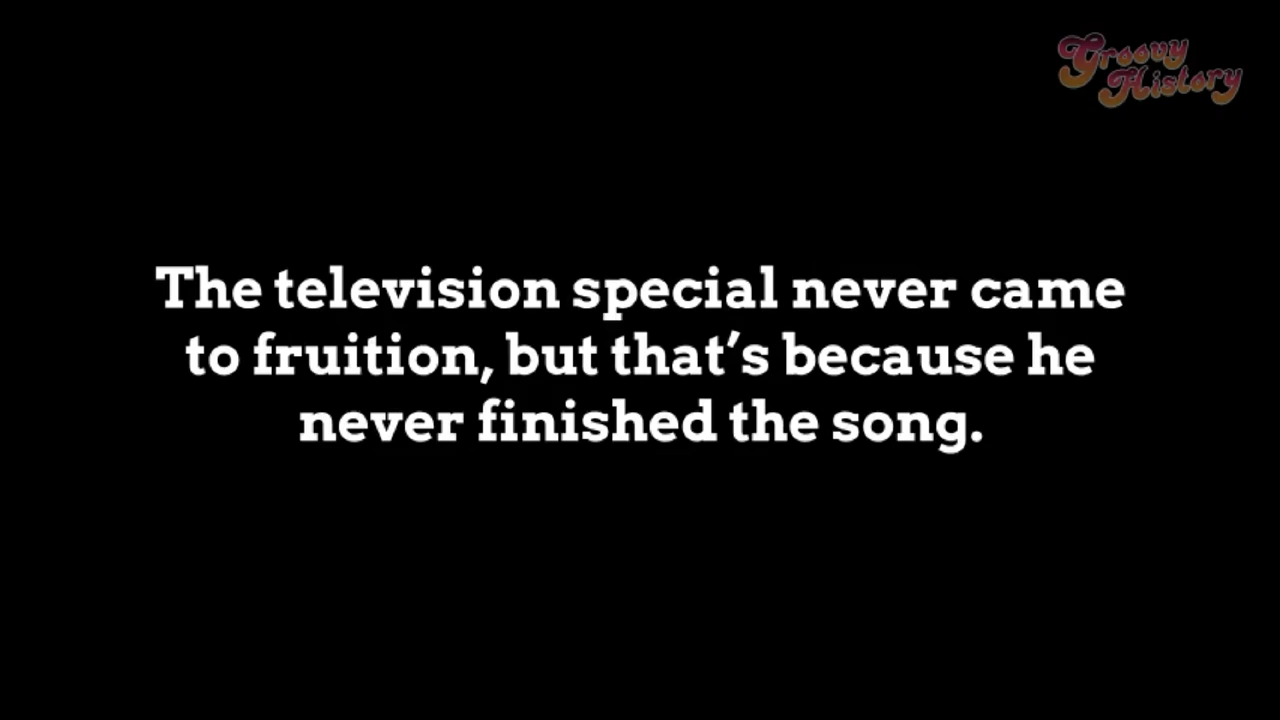 Groovy
History
The television special never came
to fruition, but that’s because he
never finished the song.